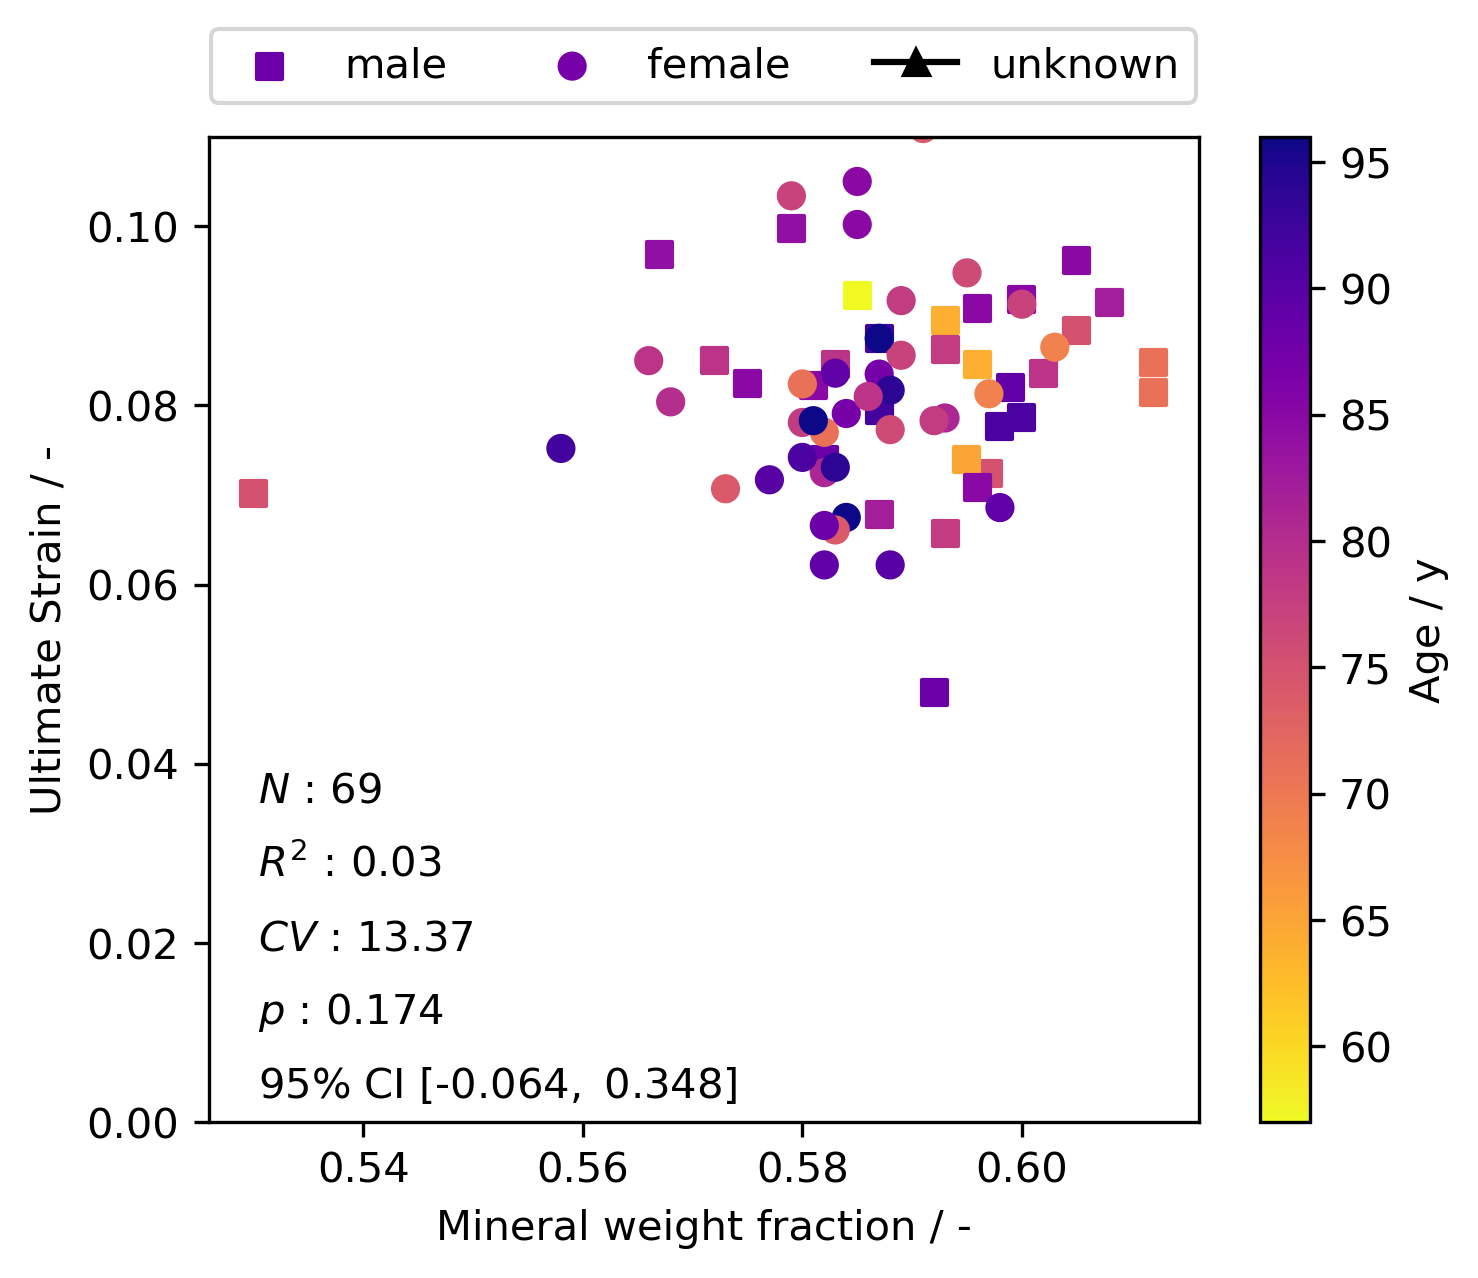 male female unknown
0.10
0.08
0.06
0.04
0.02
0.00
Ultimate Strain / -
N : 69
R² : 0.03
CV : 13.37
p : 0.174
95% CI [-0.064, 0.348]
0.54 0.56 0.58 0.60
Mineral weight fraction / -
95
90
85
80
75
70
65
60
Age / y